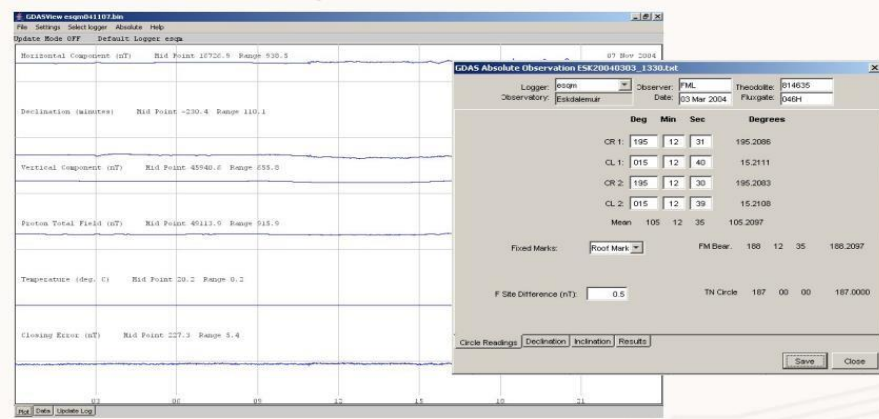 GDASView esqm041107.bin
File Settings Select logger Absolute Help
Update Mode OFF Default Logger esqm
Horizontal Component (nT) Mid Point 16726.9 Range 930.5
07 Nov 2004
Declination (minutes) Mid Point -230.4 Range 110.1
Vertical Component (nT) Mid Point 45940.6 Range 855.8
Proton Total Field (nT) Mid Point 49113.9 Range 915.9
Temperature (deg. C) Mid Point 20.2 Range 0.2
Closing Error (nT) Mid Point 227.3 Range 5.4
03 06 09 12 15 18 21
Plot Data Update Log
GDAS Absolute Observation ESK20040303_1330.txt
Logger: esqm Observer: FML Theodolite: 814635
Observatory: Eskdalemuir Date: 03 Mar 2004 Fluxgate: 046H
Deg Min Sec Degrees
CR 1: 195 12 31 195.2086
CL 1: 015 12 40 15.2111
CR 2: 195 12 30 195.2083
CL 2: 015 12 39 15.2108
Mean 105 12 35 105.2097
Fixed Marks: Roof Mark FM Bear. 188 12 35 188.2097
F Site Difference (nT): 0.5 TN Circle 187 00 00 187.0000
Circle Readings Declination Inclination Results
Save Close